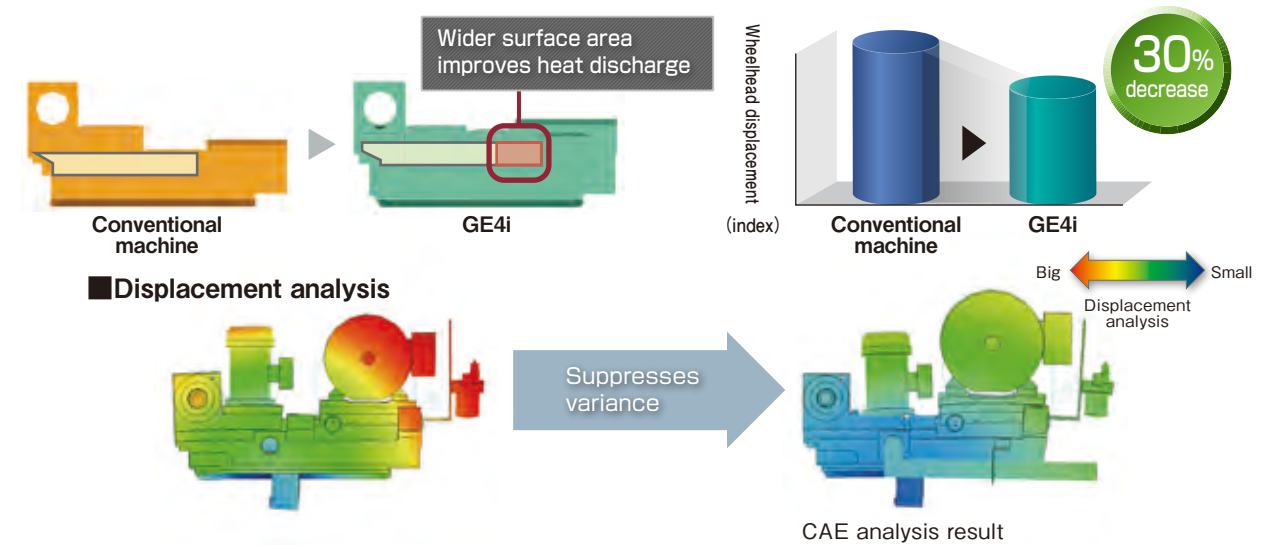 Wider surface area
improves heat discharge
Conventional
machine
GE4i
Wheelhead displacement
(index)
Conventional
machine
GE4i
30%
decrease
■Displacement analysis
Big
Small
Displacement
analysis
Suppresses
variance
CAE analysis result